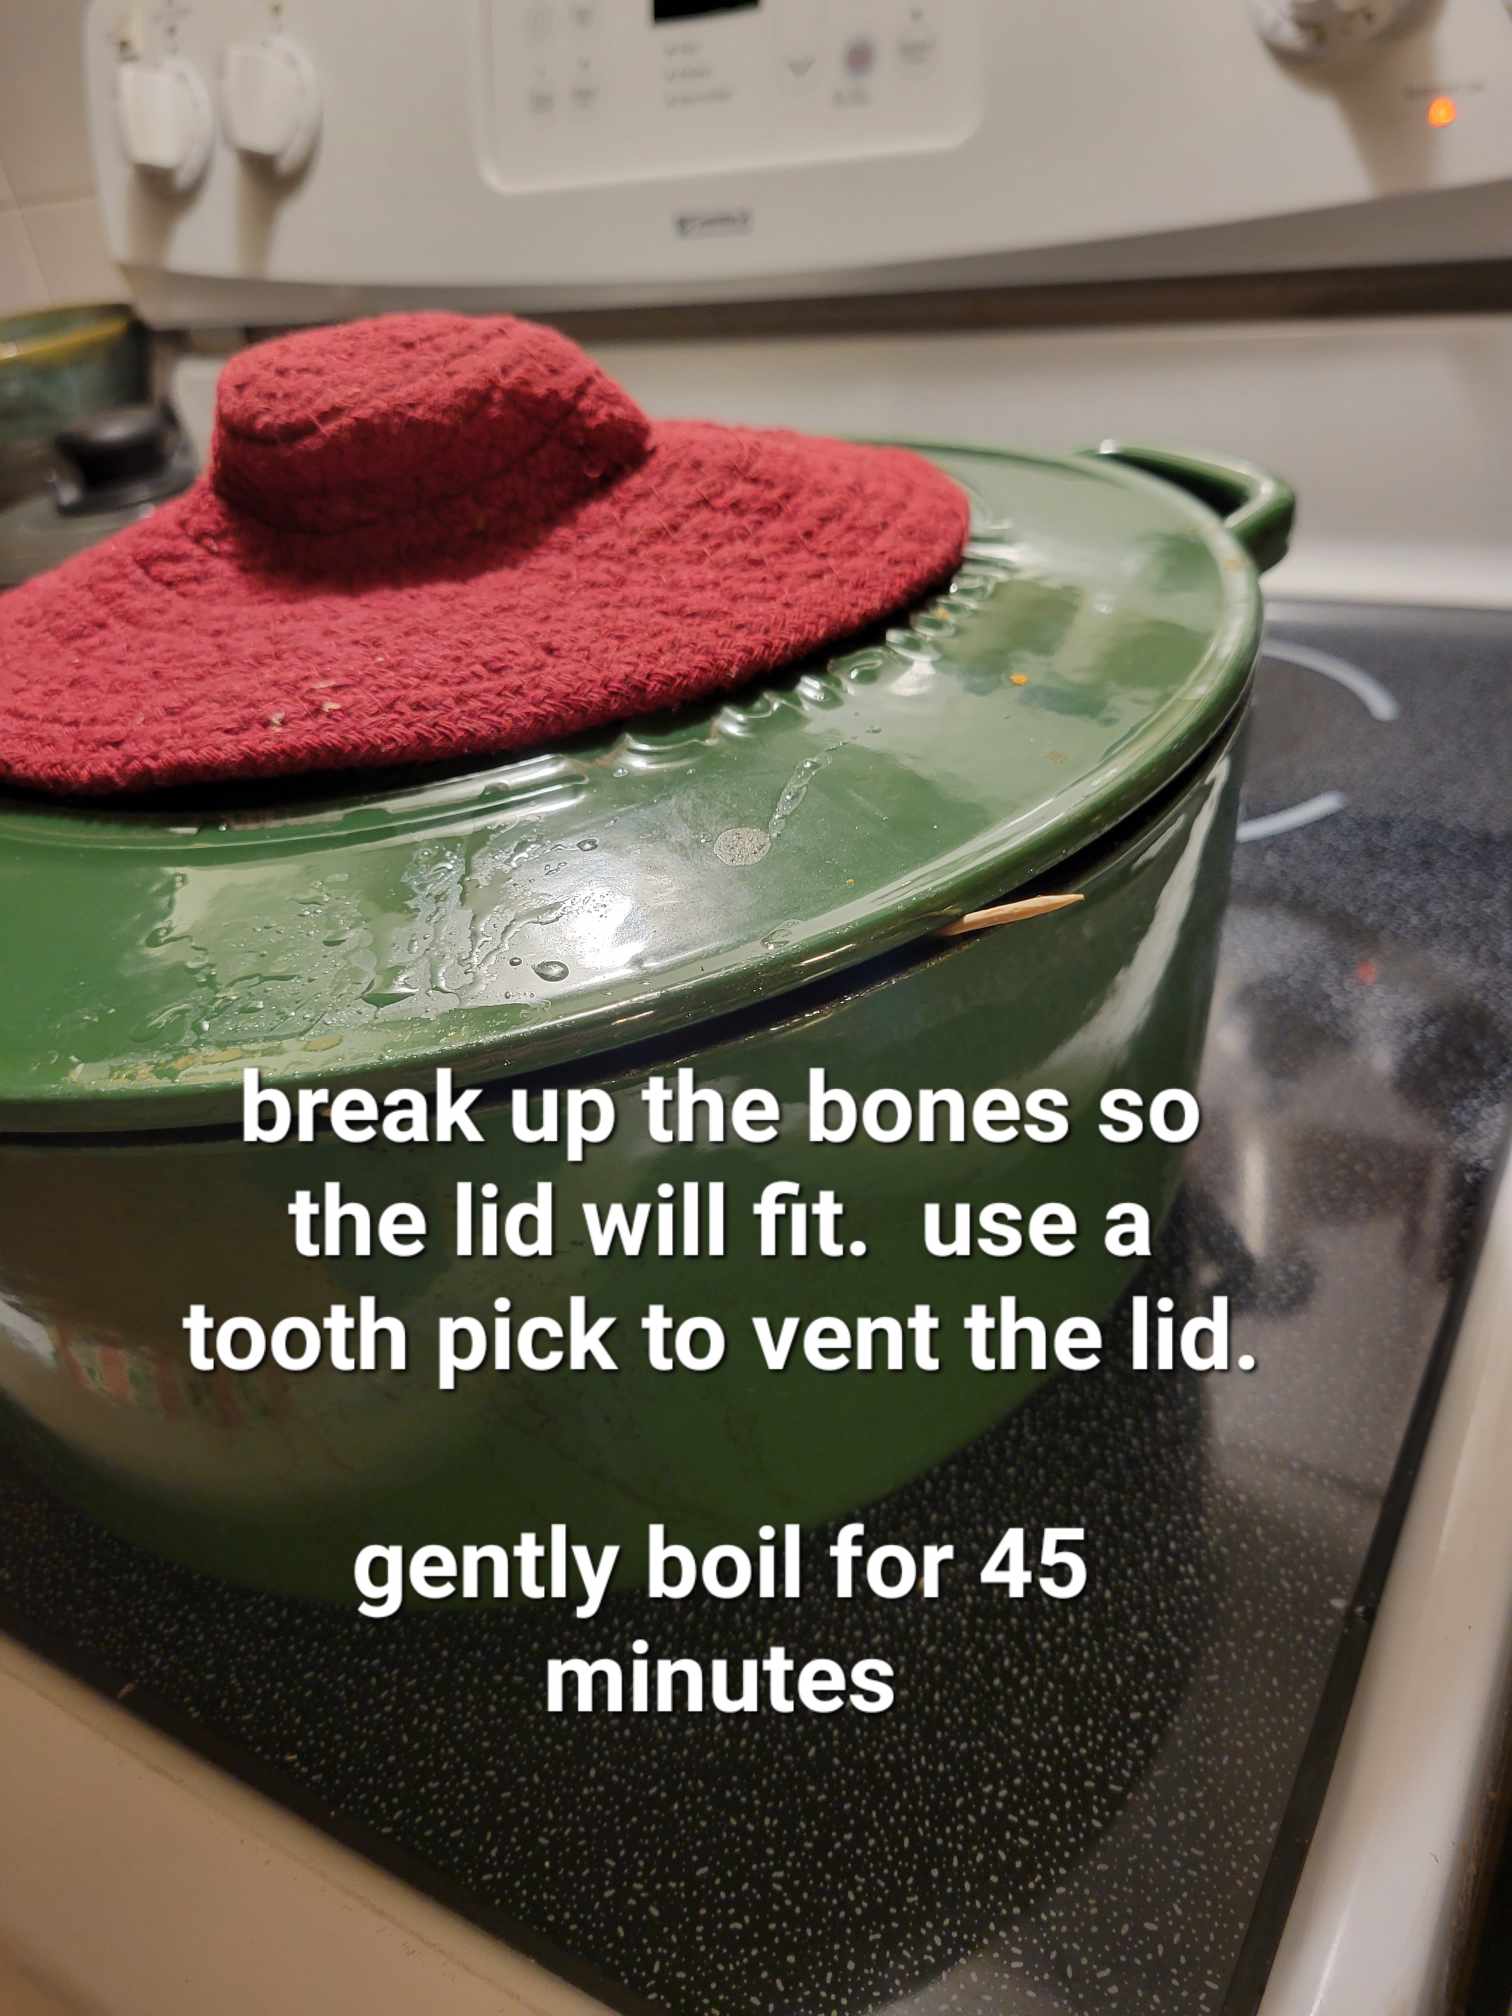 break up the bones so
the lid will fit.  use a
tooth pick to vent the lid.
gently boil for 45
minutes